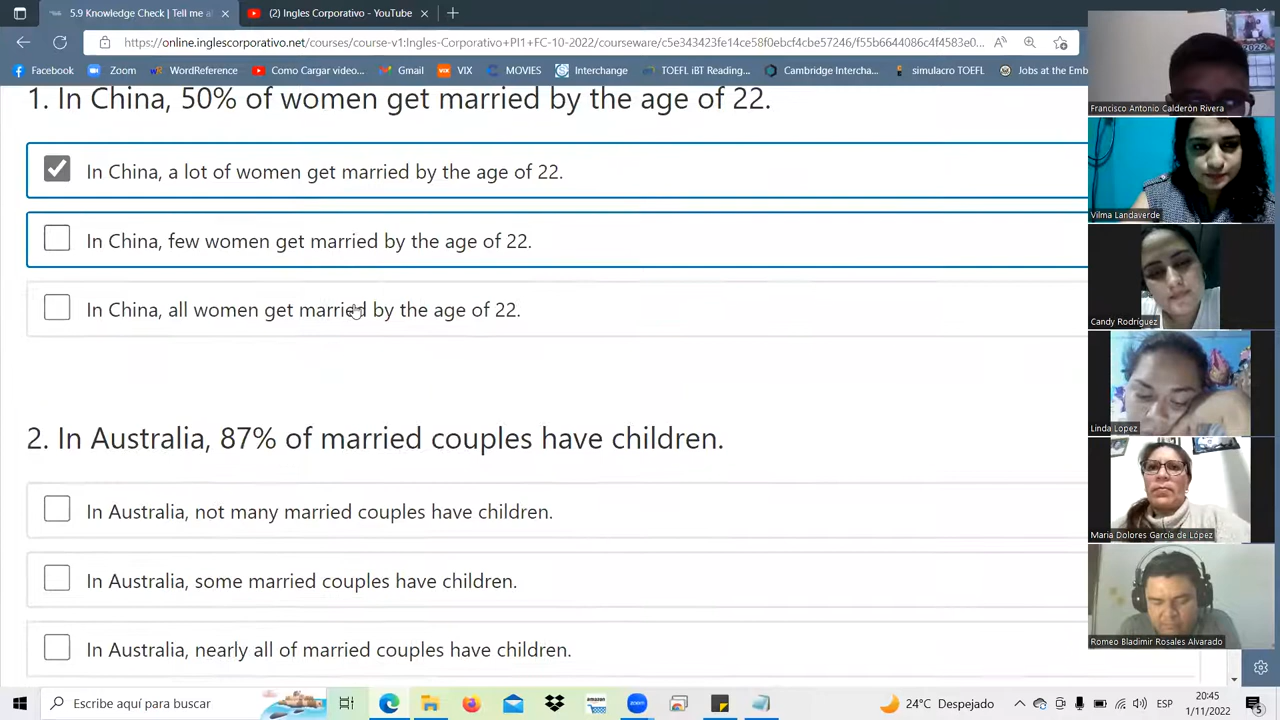 5.9 Knowledge Check | Tell me al
(2) Ingles Corporativo - YouTube
https://online.inglescorporativo.net/courses/course-v1:Ingles-Corporativo+PI1+FC-10-2022/courseware/c5e343423fe14ce58f0ebcf4cbe57246/f55b6644086c4f4583e0...
Facebook Zoom WordReference Como Cargar video... Gmail VIX MOVIES Interchange TOEFL iBT Reading... Cambridge Intercha... simulacro TOEFL Jobs at the Emb
1. In China, 50% of women get married by the age of 22.
In China, a lot of women get married by the age of 22.
In China, few women get married by the age of 22.
In China, all women get married by the age of 22.
2. In Australia, 87% of married couples have children.
In Australia, not many married couples have children.
In Australia, some married couples have children.
In Australia, nearly all of married couples have children.
Francisco Antonio Calderòn Rivera
Vilma Landaverde
Candy Rodríguez
Linda Lopez
Maria Dolores García de López
Romeo Bladimir Rosales Alvarado
Escribe aquí para buscar
amazon
zoom
24°C Despejado
ESP
20:45
1/11/2022
5